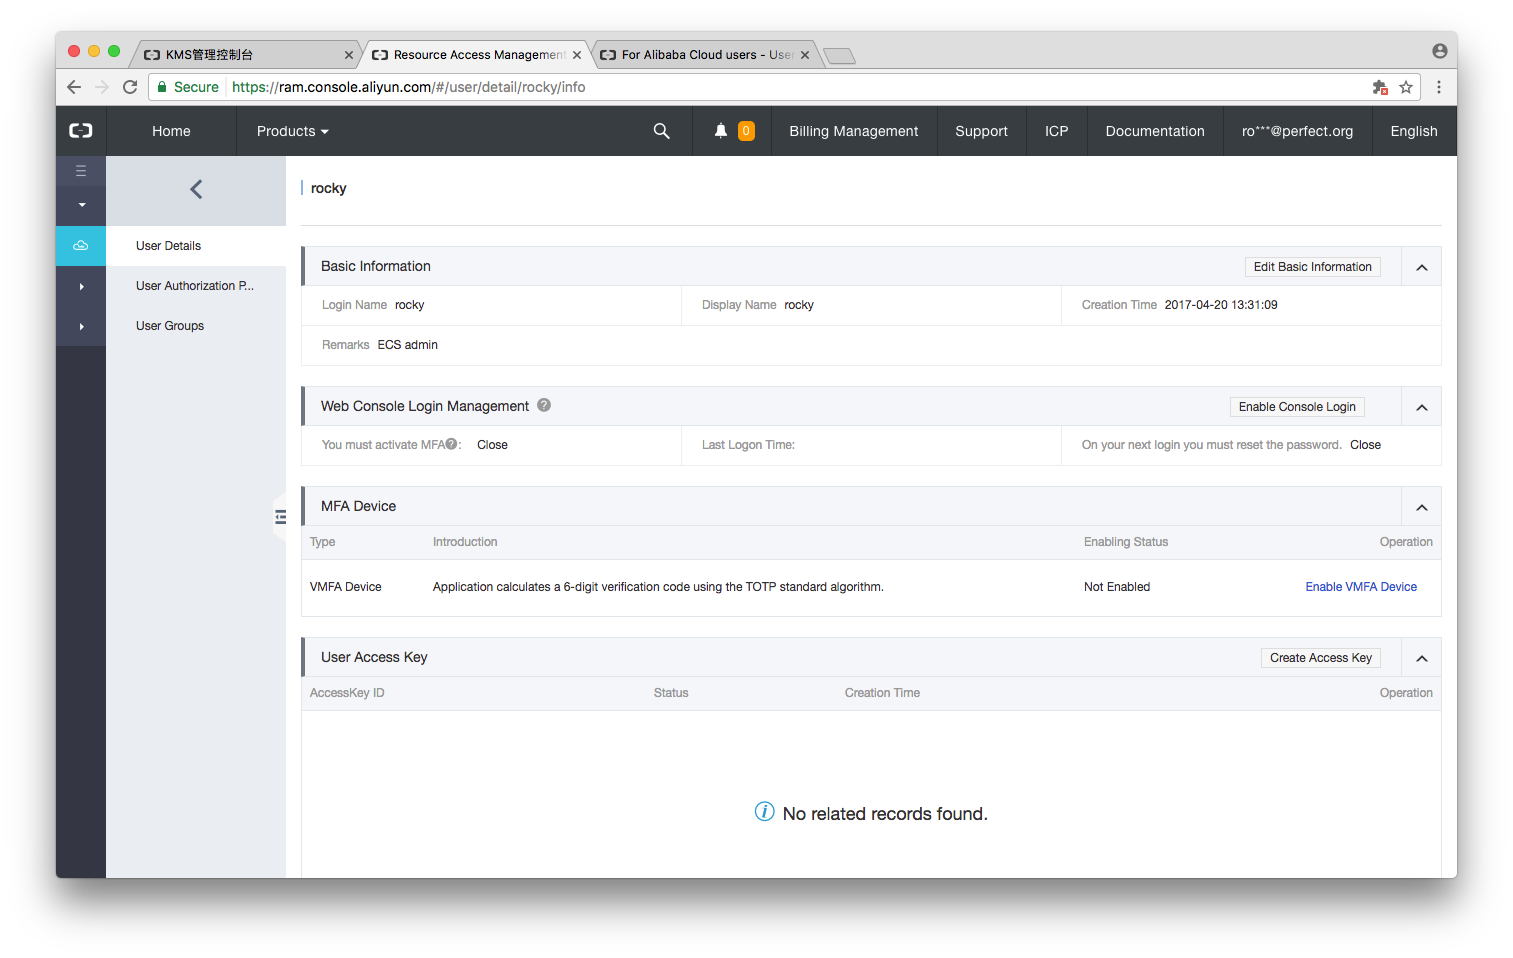 KMS管理控制台
Resource Access Management
For Alibaba Cloud users - User
Secure https://ram.console.aliyun.com/#/user/detail/rocky/info
Home Products 0 Billing Management Support ICP Documentation ro***@perfect.org English
rocky
User Details
User Authorization P...
User Groups
Basic Information Edit Basic Information
Login Name rocky Display Name rocky Creation Time 2017-04-20 13:31:09
Remarks ECS admin
Web Console Login Management ? Enable Console Login
You must activate MFA?: Close Last Logon Time: On your next login you must reset the password. Close
MFA Device
Type Introduction Enabling Status Operation
VMFA Device Application calculates a 6-digit verification code using the TOTP standard algorithm. Not Enabled Enable VMFA Device
User Access Key Create Access Key
AccessKey ID Status Creation Time Operation
No related records found.